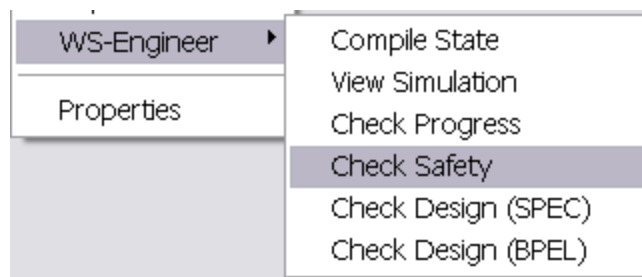 WS-Engineer
Properties
Compile State
View Simulation
Check Progress
Check Safety
Check Design (SPEC)
Check Design (BPEL)